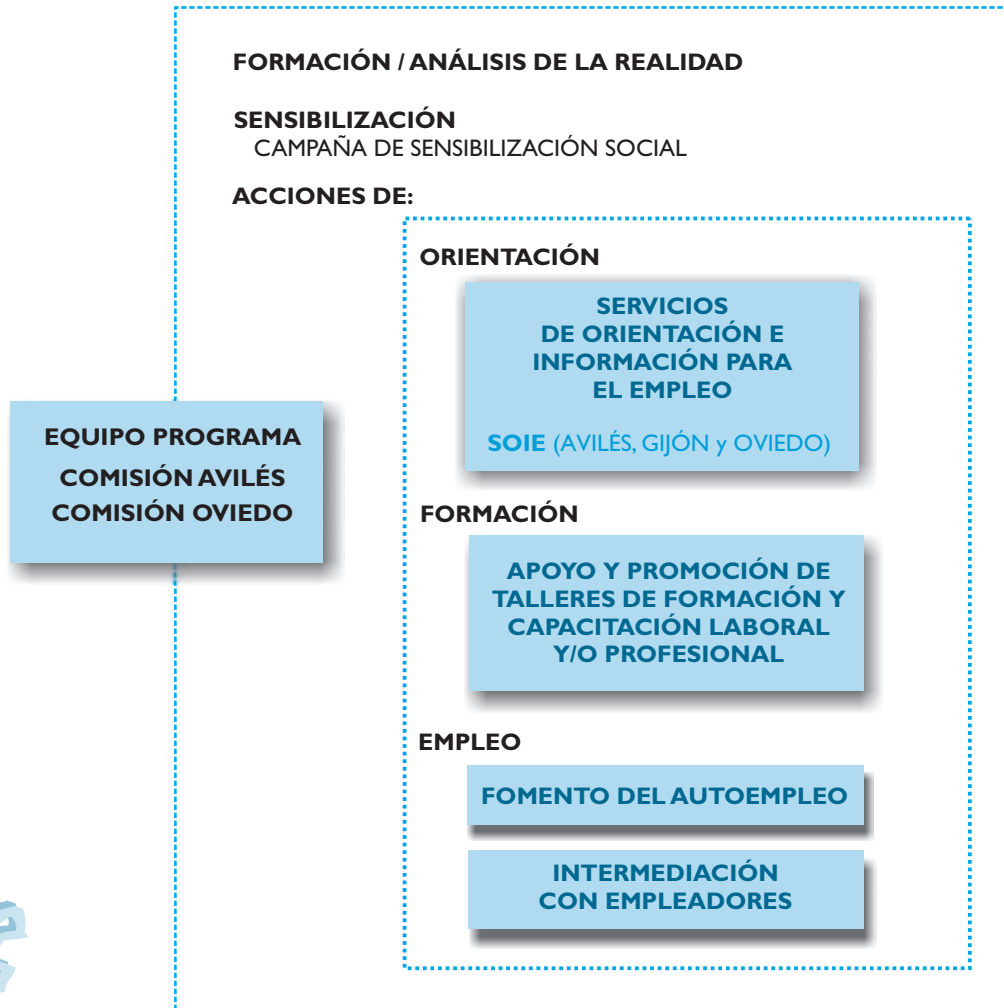 FORMACIÓN / ANÁLISIS DE LA REALIDAD
SENSIBILIZACIÓN
CAMPAÑA DE SENSIBILIZACIÓN SOCIAL
ACCIONES DE:
EQUIPO PROGRAMA
COMISIÓN AVILÉS
COMISIÓN OVIEDO
ORIENTACIÓN
SERVICIOS
DE ORIENTACIÓN E
INFORMACIÓN PARA
EL EMPLEO
SOIE (AVILÉS, GIJÓN y OVIEDO)
FORMACIÓN
APOYO Y PROMOCIÓN DE
TALLERES DE FORMACIÓN Y
CAPACITACIÓN LABORAL
Y/O PROFESIONAL
EMPLEO
FOMENTO DEL AUTOEMPLEO
INTERMEDIACIÓN
CON EMPLEADORES